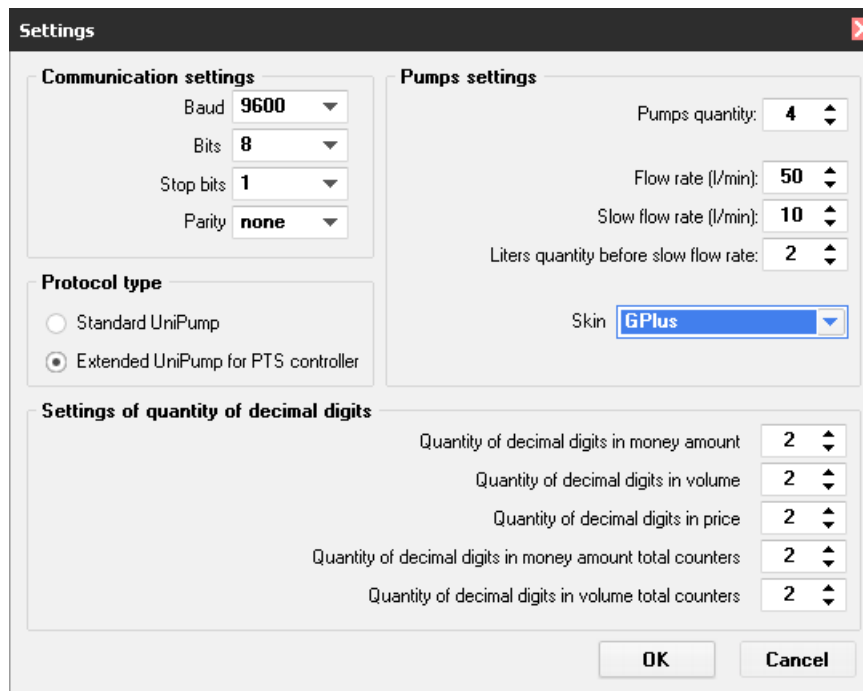 Settings
Communication settings
Baud 9600
Bits 8
Stop bits 1
Parity none
Protocol type
Standard UniPump
Extended UniPump for PTS controller
Pumps settings
Pumps quantity: 4
Flow rate (l/min): 50
Slow flow rate (l/min): 10
Liters quantity before slow flow rate: 2
Skin GPlus
Settings of quantity of decimal digits
Quantity of decimal digits in money amount 2
Quantity of decimal digits in volume 2
Quantity of decimal digits in price 2
Quantity of decimal digits in money amount total counters 2
Quantity of decimal digits in volume total counters 2
OK Cancel